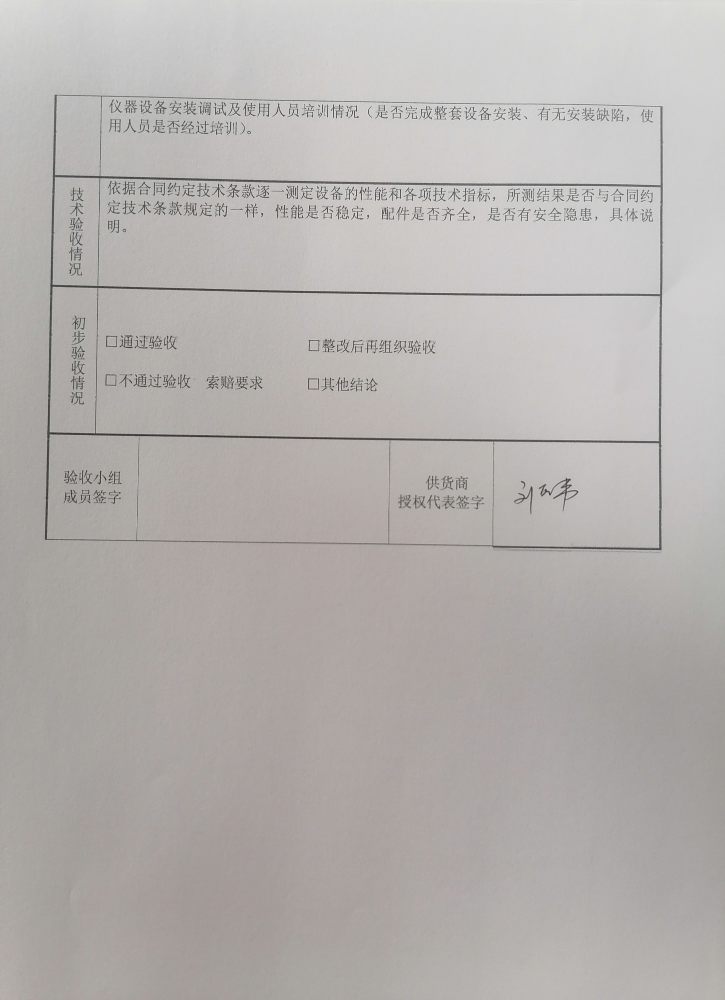 仪器设备安装调试及使用人员培训情况（是否完成整套设备安装、有无安装缺陷，使
用人员是否经过培训）。
技术验收情况
依据合同约定技术条款逐一测定设备的性能和各项技术指标，所测结果是否与合同约
定技术条款规定的一样，性能是否稳定，配件是否齐全，是否有安全隐患，具体说
明。
初步验收情况
□通过验收 □整改后再组织验收
□不通过验收 索赔要求 □其他结论
验收小组
成员签字
供货商
授权代表签字